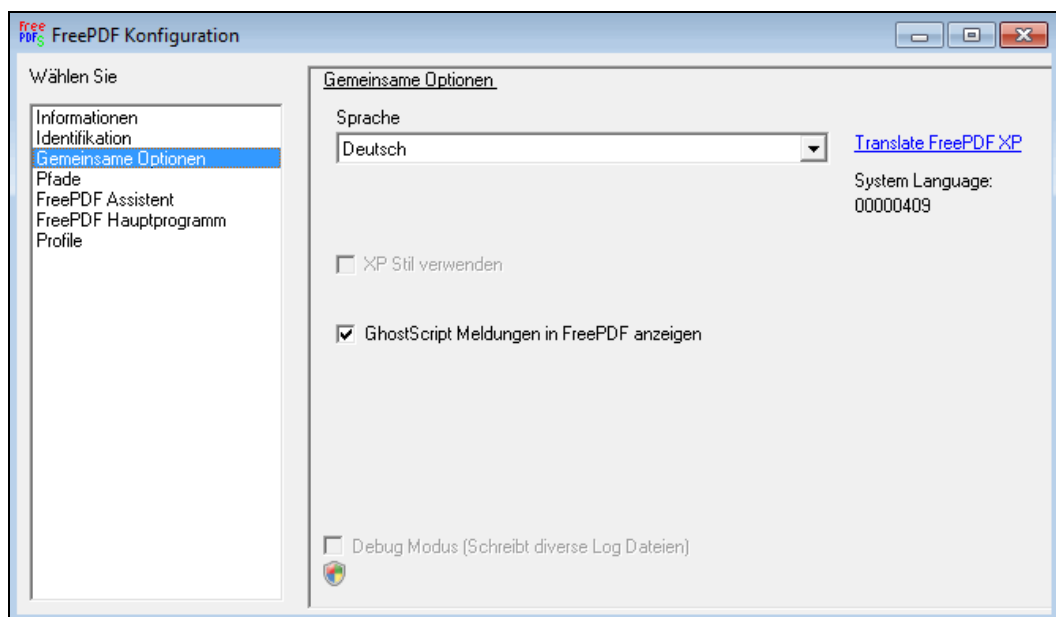 Free
PDFs FreePDF Konfiguration
Wählen Sie
Informationen
Identifikation
Gemeinsame Optionen
Pfade
FreePDF Assistent
FreePDF Hauptprogramm
Profile
Gemeinsame Optionen
Sprache
Deutsch
Translate FreePDF XP
System Language:
00000409
XP Stil verwenden
GhostScript Meldungen in FreePDF anzeigen
Debug Modus (Schreibt diverse Log Dateien)